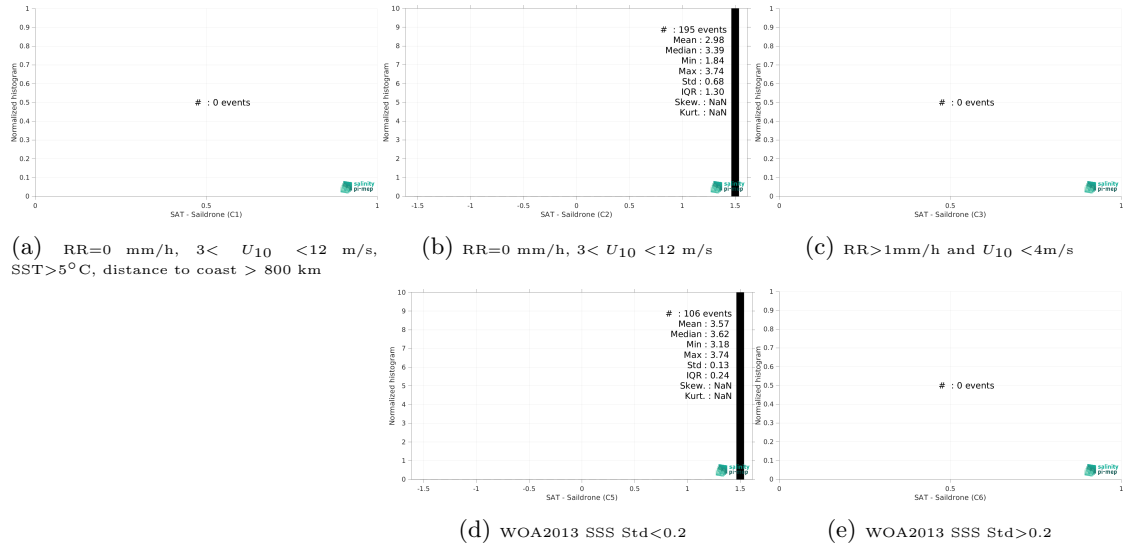 1
0.9
0.8
0.7
0.6
0.5
0.4
0.3
0.2
0.1
0
Normalized histogram
# : 0 events
salinity
pi-mep
0 0.5 1
SAT - Saildrone (C1)
(a) RR=0 mm/h, 3< U10 <12 m/s,
SST>5°C, distance to coast > 800 km
10
9
8
7
6
5
4
3
2
1
0
Normalized histogram
# : 195 events
Mean : 2.98
Median : 3.39
Min : 1.84
Max : 3.74
Std : 0.68
IQR : 1.30
Skew. : NaN
Kurt. : NaN
salinity
pi-mep
-1.5 -1 -0.5 0 0.5 1 1.5
SAT - Saildrone (C2)
(b) RR=0 mm/h, 3< U10 <12 m/s
1
0.9
0.8
0.7
0.6
0.5
0.4
0.3
0.2
0.1
0
Normalized histogram
# : 0 events
salinity
pi-mep
0 0.5 1
SAT - Saildrone (C3)
(c) RR>1mm/h and U10 <4m/s
10
9
8
7
6
5
4
3
2
1
0
Normalized histogram
# : 106 events
Mean : 3.57
Median : 3.62
Min : 3.18
Max : 3.74
Std : 0.13
IQR : 0.24
Skew. : NaN
Kurt. : NaN
salinity
pi-mep
-1.5 -1 -0.5 0 0.5 1 1.5
SAT - Saildrone (C5)
(d) WOA2013 SSS Std<0.2
1
0.9
0.8
0.7
0.6
0.5
0.4
0.3
0.2
0.1
0
Normalized histogram
# : 0 events
salinity
pi-mep
0 0.5 1
SAT - Saildrone (C6)
(e) WOA2013 SSS Std>0.2